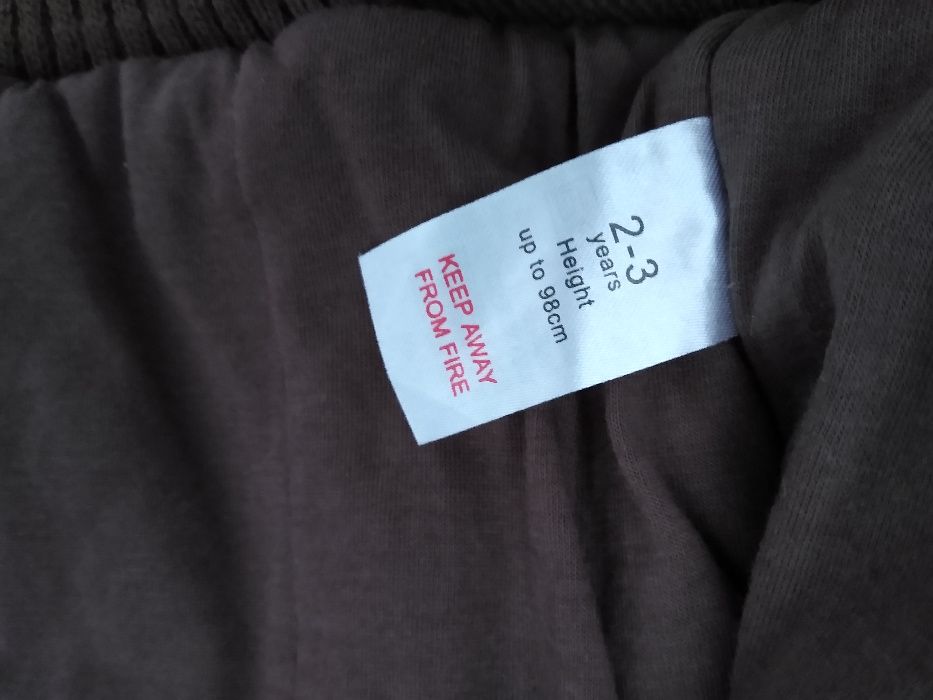 2-3
years
Height
up to 98cm
KEEP AWAY
FROM FIRE